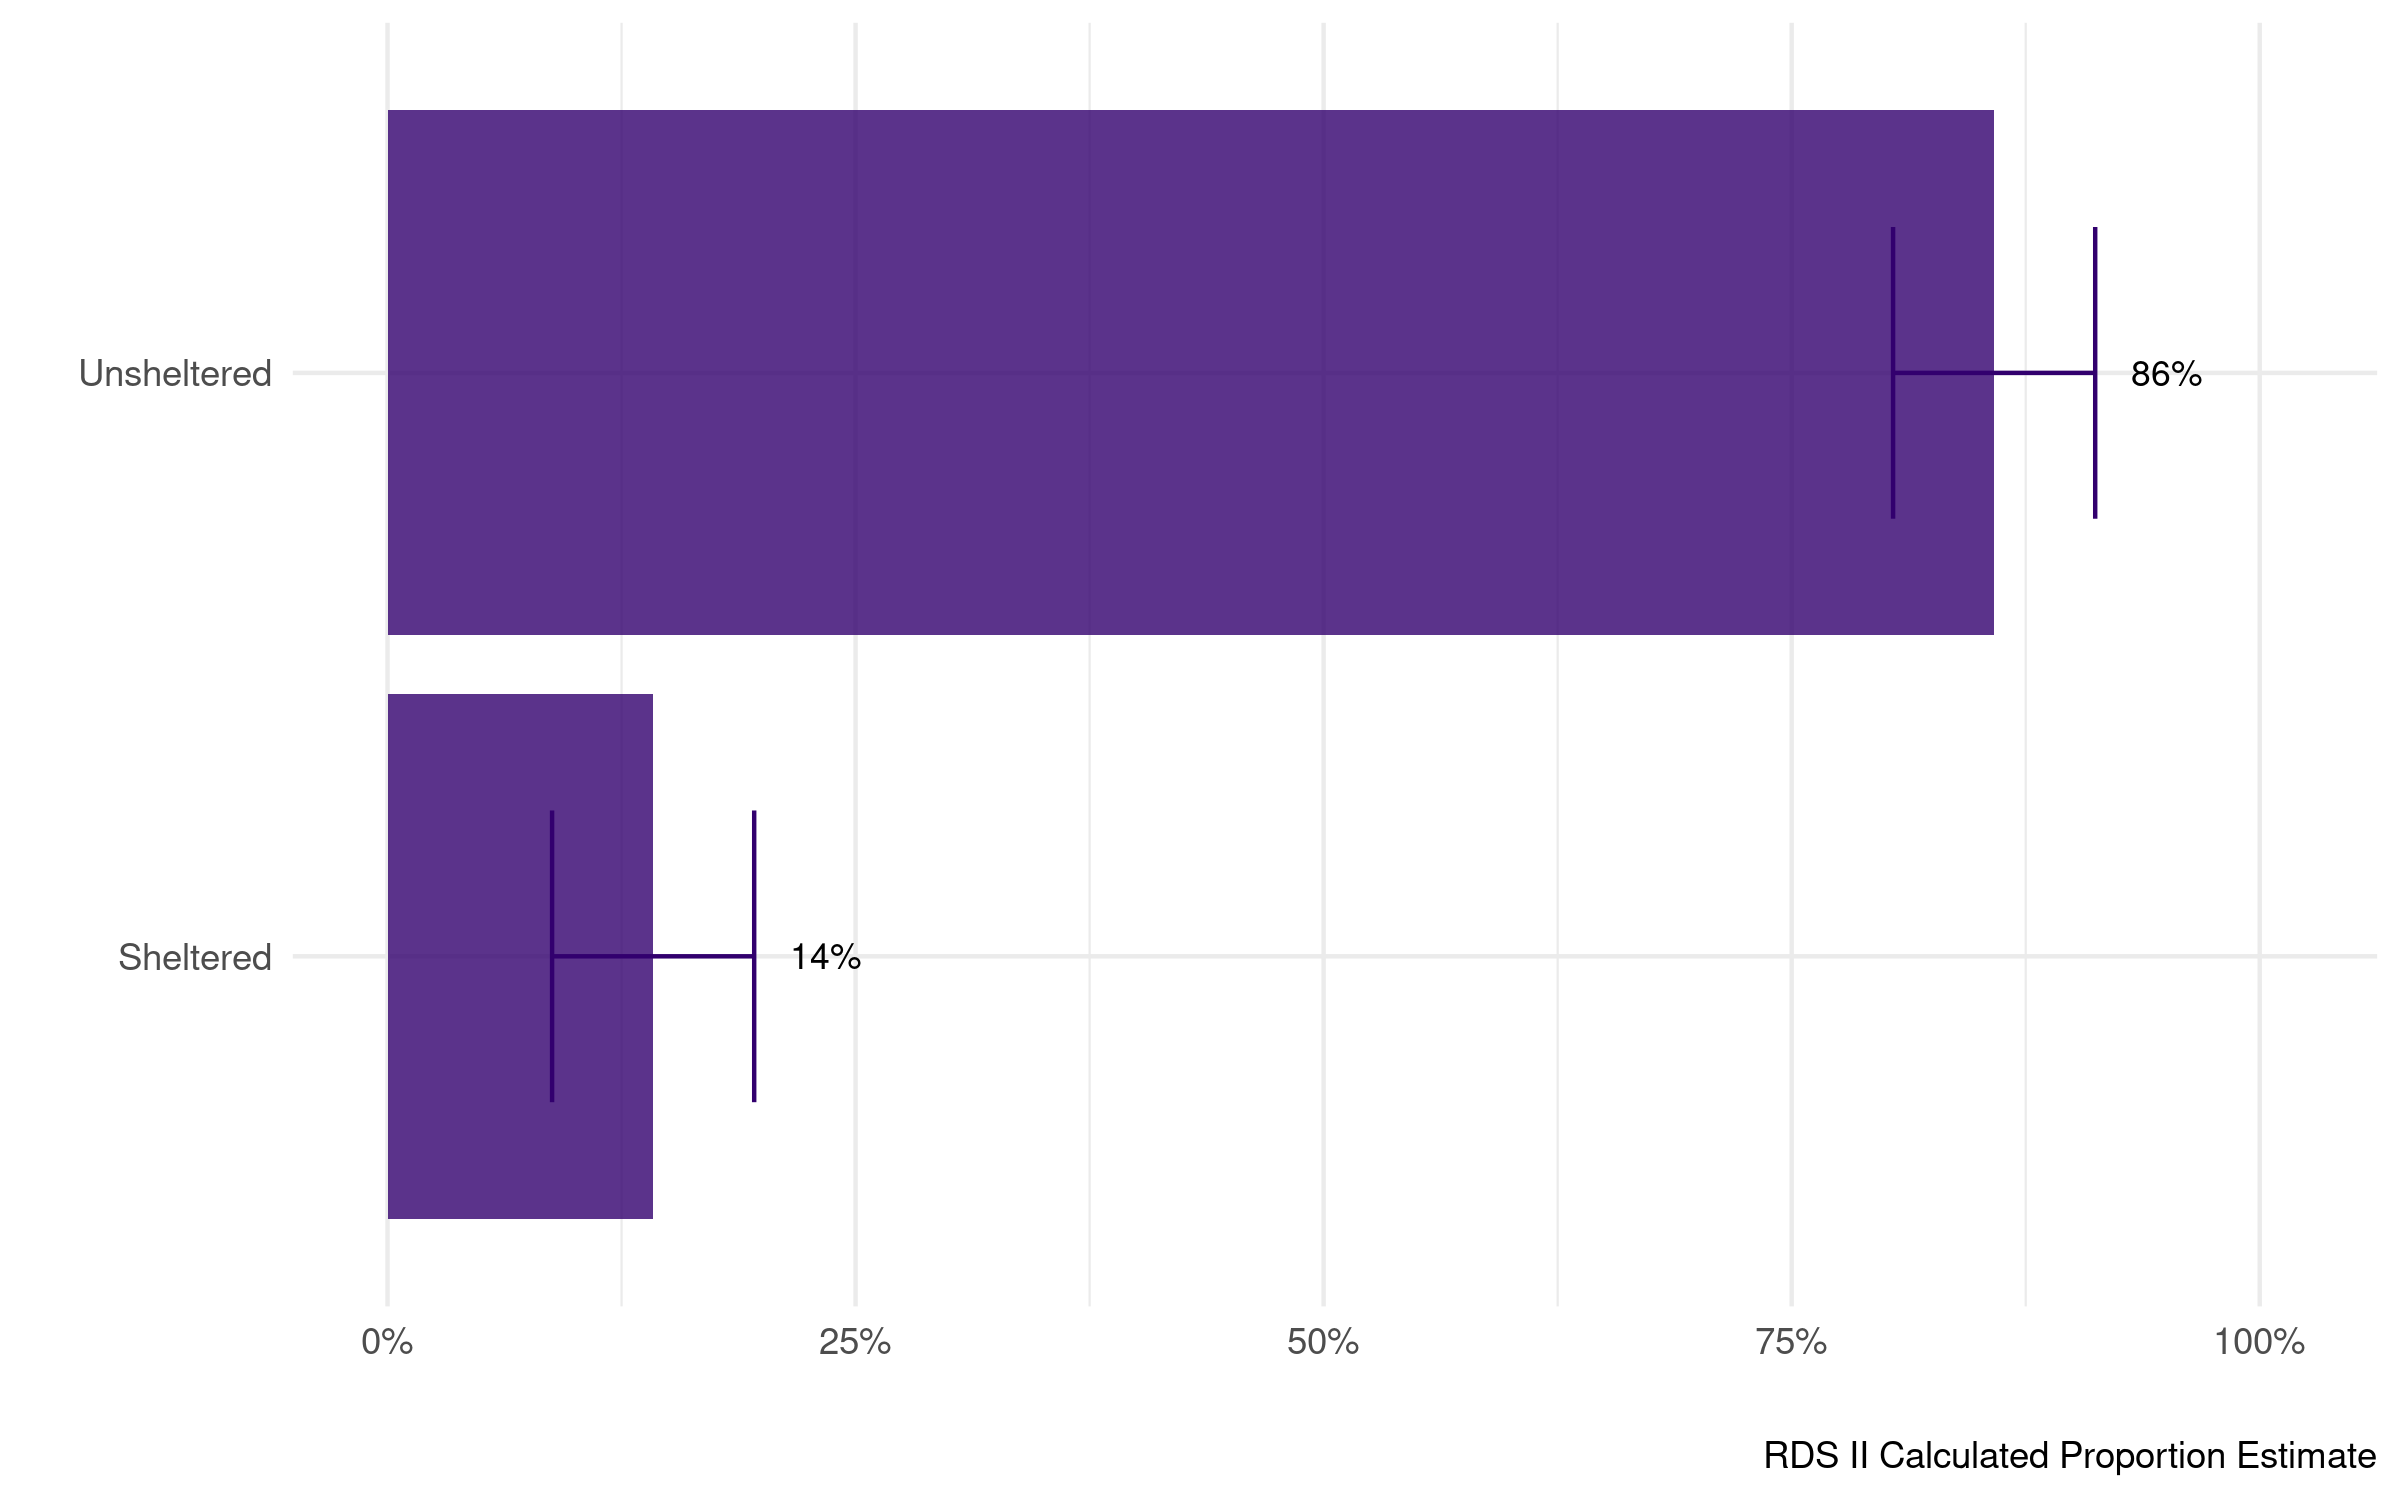 Unsheltered
86%
Sheltered
14%
0% 25% 50% 75% 100%
RDS II Calculated Proportion Estimate